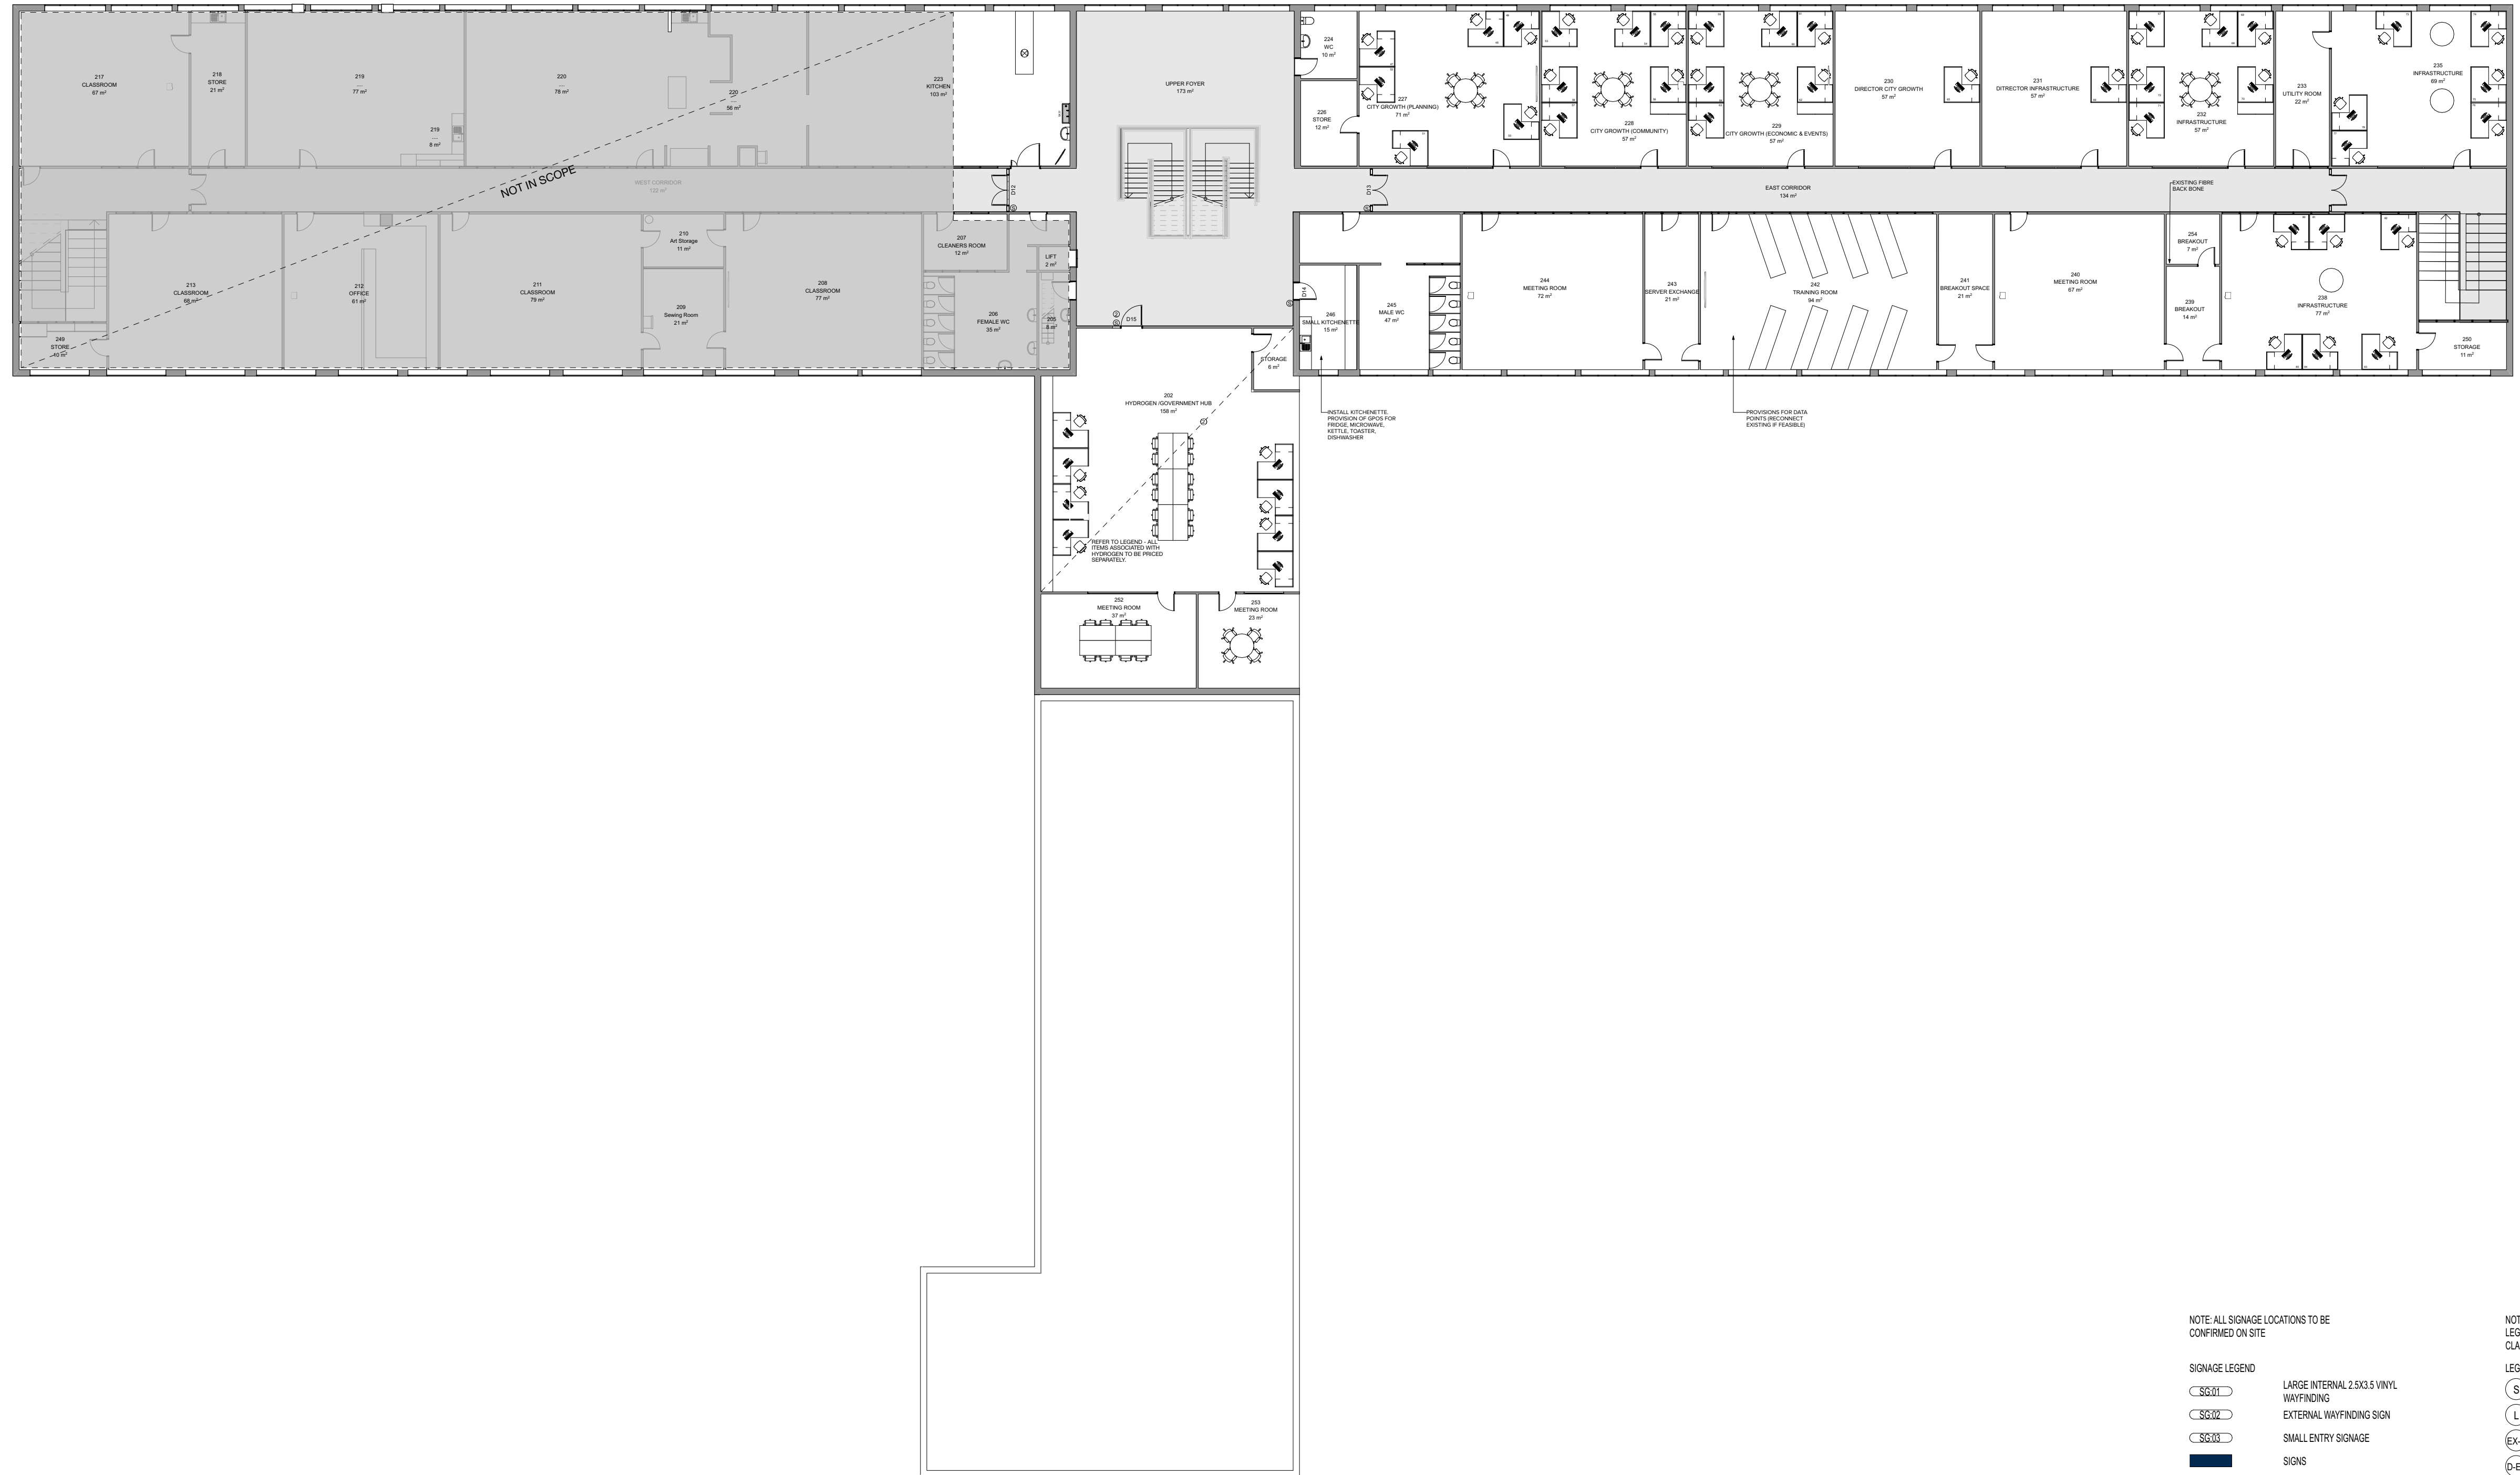 217
CLASSROOM
67 m²
218
STORE
21 m²
219
....
77 m²
219
....
8 m²
220
....
78 m²
220
....
56 m²
223
KITCHEN
103 m²
UPPER FOYER
173 m²
224
WC
10 m²
226
STORE
12 m²
227
CITY GROWTH (PLANNING)
71 m²
228
CITY GROWTH (COMMUNITY)
57 m²
229
CITY GROWTH (ECONOMIC & EVENTS)
57 m²
230
DIRECTOR CITY GROWTH
57 m²
231
DITRECTOR INFRASTRUCTURE
57 m²
232
INFRASTRUCTURE
57 m²
233
UTILITY ROOM
22 m²
235
INFRASTRUCTURE
69 m²
NOT IN SCOPE
WEST CORRIDOR
122 m²
D12
S
D13
S
EAST CORRIDOR
134 m²
EXISTING FIBRE
BACK BONE
249
STORE
10 m²
213
CLASSROOM
68 m²
212
OFFICE
61 m²
211
CLASSROOM
79 m²
210
Art Storage
11 m²
209
Sewing Room
21 m²
208
CLASSROOM
77 m²
207
CLEANERS ROOM
12 m²
LIFT
2 m²
206
FEMALE WC
35 m²
205
8 m²
2
S
D15
S
D14
246
SMALL KITCHENETTE
15 m²
245
MALE WC
47 m²
244
MEETING ROOM
72 m²
243
SERVER EXCHANGE
21 m²
242
TRAINING ROOM
94 m²
241
BREAKOUT SPACE
21 m²
240
MEETING ROOM
67 m²
254
BREAKOUT
7 m²
239
BREAKOUT
14 m²
238
INFRASTRUCTURE
77 m²
250
STORAGE
11 m²
STORAGE
6 m²
202
HYDROGEN /GOVERNMENT HUB
158 m²
2
INSTALL KITCHENETTE.
PROVISION OF GPOS FOR
FRIDGE, MICROWAVE,
KETTLE, TOASTER,
DISHWASHER
PROVISIONS FOR DATA
POINTS (RECONNECT
EXISTING IF FEASIBLE)
REFER TO LEGEND - ALL
ITEMS ASSOCIATED WITH
HYDROGEN TO BE PRICED
SEPARATELY.
252
MEETING ROOM
37 m²
253
MEETING ROOM
23 m²
NOTE: ALL SIGNAGE LOCATIONS TO BE
CONFIRMED ON SITE
SIGNAGE LEGEND
SG:01
LARGE INTERNAL 2.5X3.5 VINYL
WAYFINDING
SG:02
EXTERNAL WAYFINDING SIGN
SG:03
SMALL ENTRY SIGNAGE
SIGNS
NOT
LEG
CLA
LEG
S
L
EX-
D-E